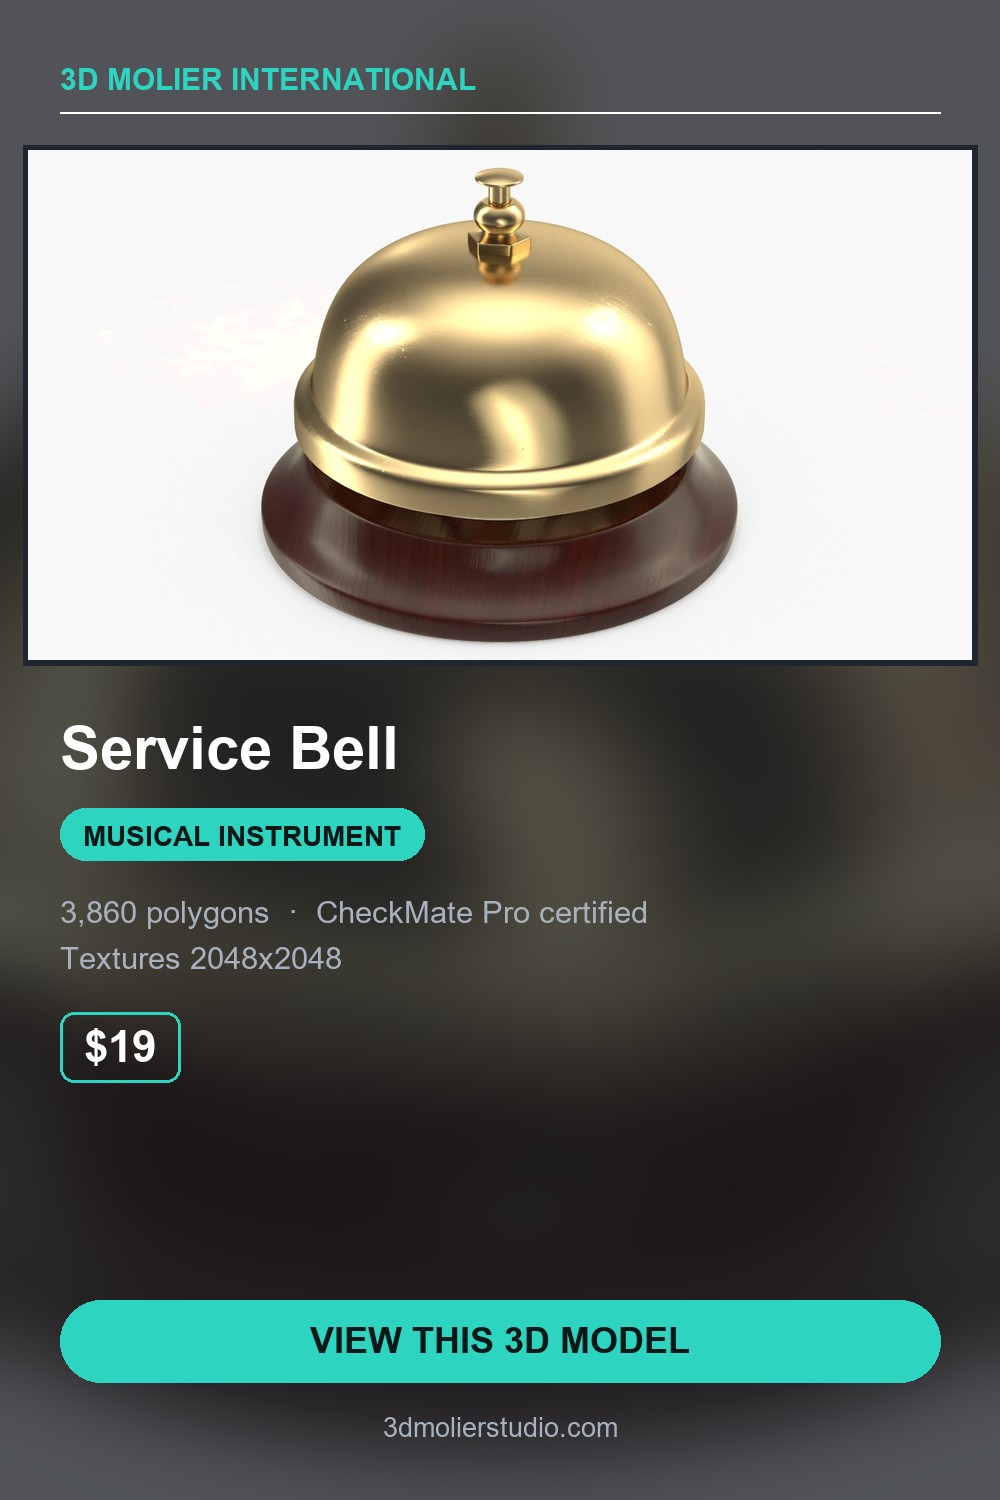 3D MOLIER INTERNATIONAL
Service Bell
MUSICAL INSTRUMENT
3,860 polygons · CheckMate Pro certified
Textures 2048x2048
$19
VIEW THIS 3D MODEL
3dmolierstudio.com